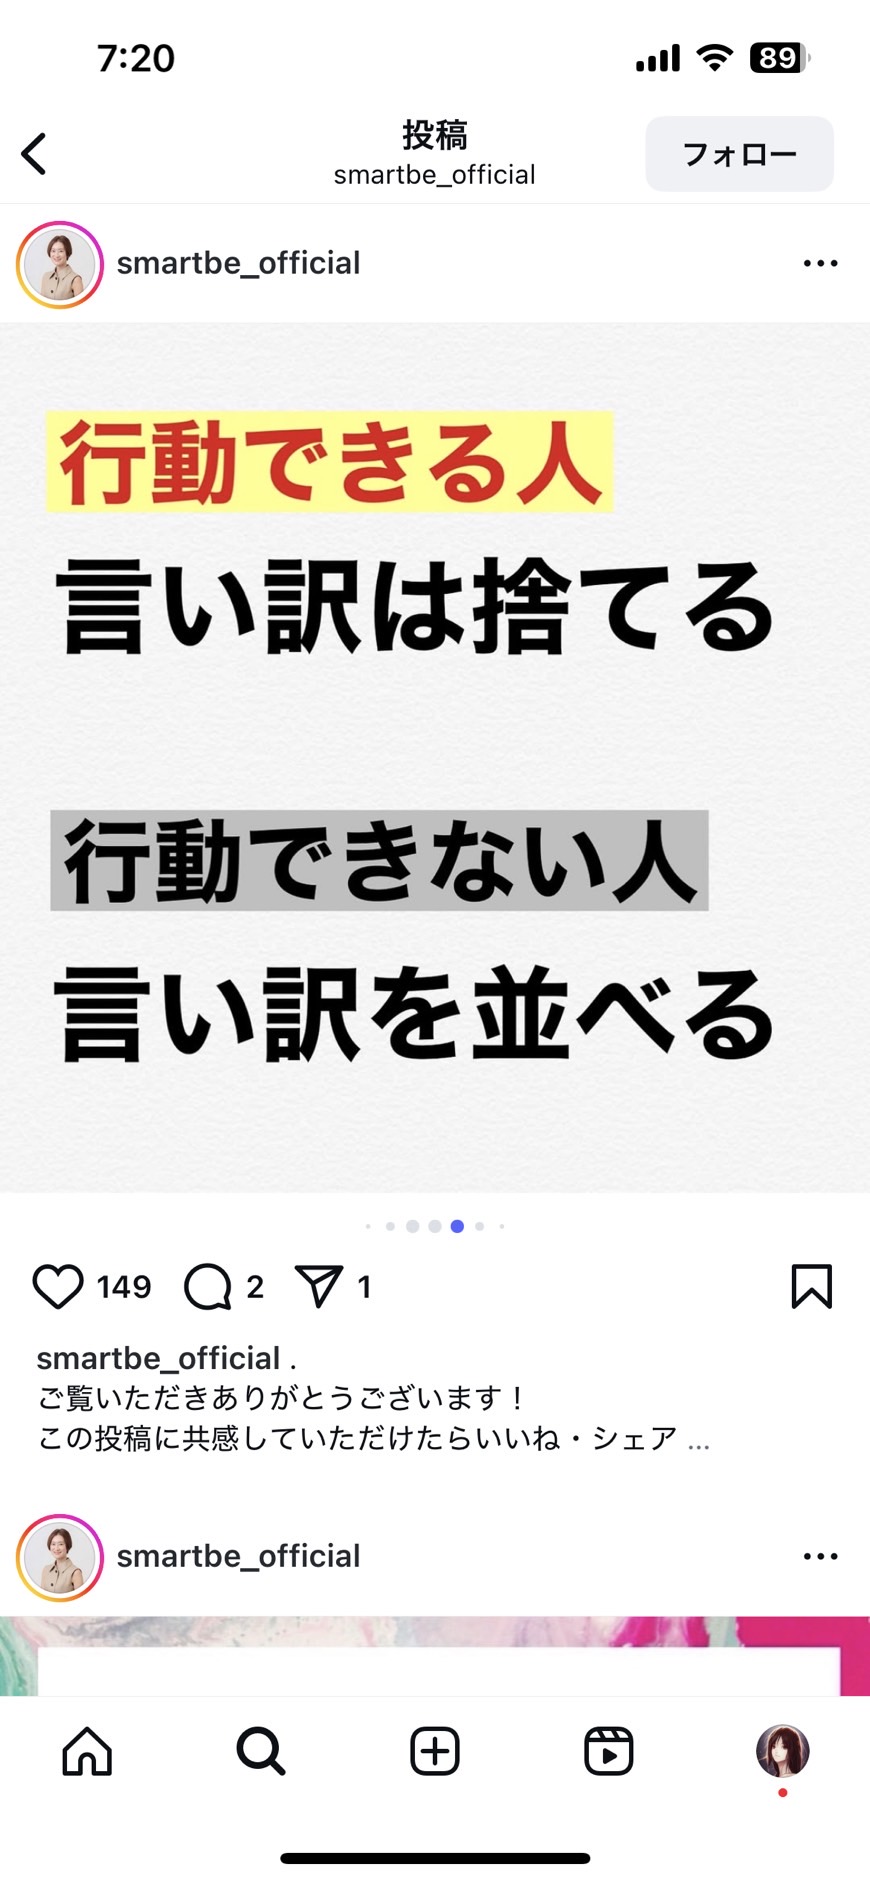 7:20
89
投稿
smartbe_official
フォロー
smartbe_official
行動できる人
言い訳は捨てる
行動できない人
言い訳を並べる
149
2
1
smartbe_official .
ご覧いただきありがとうございます！
この投稿に共感していただけたらいいね・シェア ...
smartbe_official